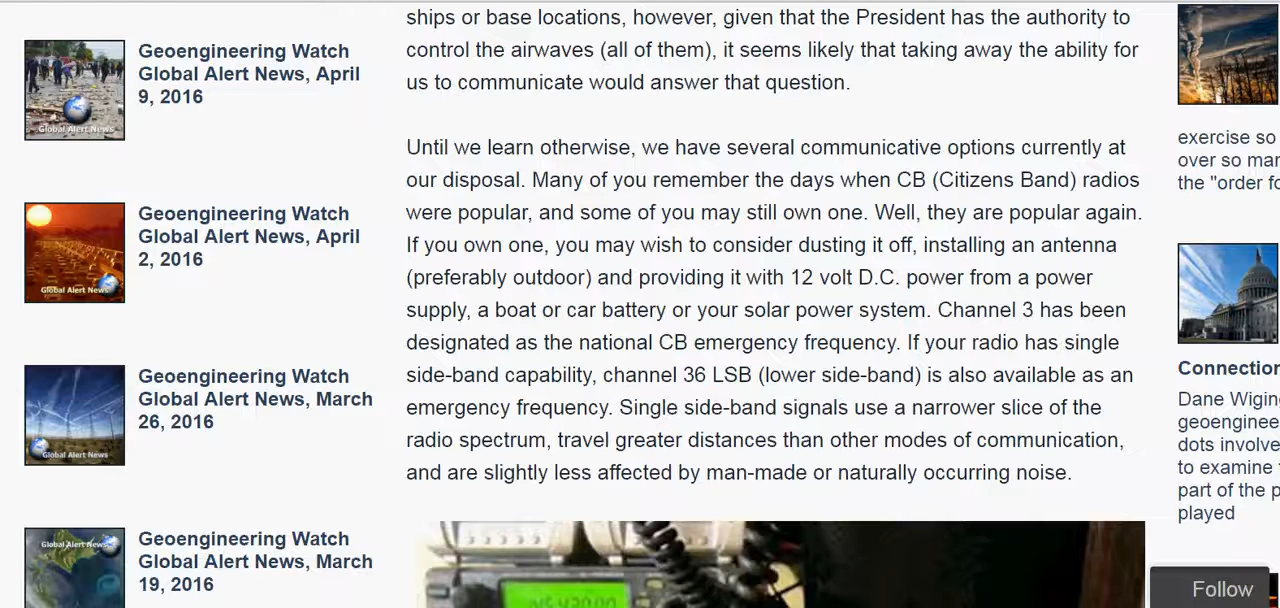 Geoengineering Watch
Global Alert News, April
9, 2016
Global Alert News
Geoengineering Watch
Global Alert News, April
2, 2016
Global Alert News
Geoengineering Watch
Global Alert News, March
26, 2016
Global Alert News
Geoengineering Watch
Global Alert News, March
19, 2016
Global Alert News
ships or base locations, however, given that the President has the authority to
control the airwaves (all of them), it seems likely that taking away the ability for
us to communicate would answer that question.
Until we learn otherwise, we have several communicative options currently at
our disposal. Many of you remember the days when CB (Citizens Band) radios
were popular, and some of you may still own one. Well, they are popular again.
If you own one, you may wish to consider dusting it off, installing an antenna
(preferably outdoor) and providing it with 12 volt D.C. power from a power
supply, a boat or car battery or your solar power system. Channel 3 has been
designated as the national CB emergency frequency. If your radio has single
side-band capability, channel 36 LSB (lower side-band) is also available as an
emergency frequency. Single side-band signals use a narrower slice of the
radio spectrum, travel greater distances than other modes of communication,
and are slightly less affected by man-made or naturally occurring noise.
exercise so
over so mar
the "order fo
Connection
Dane Wigin
geoenginee
dots involve
to examine
part of the p
played
Follow